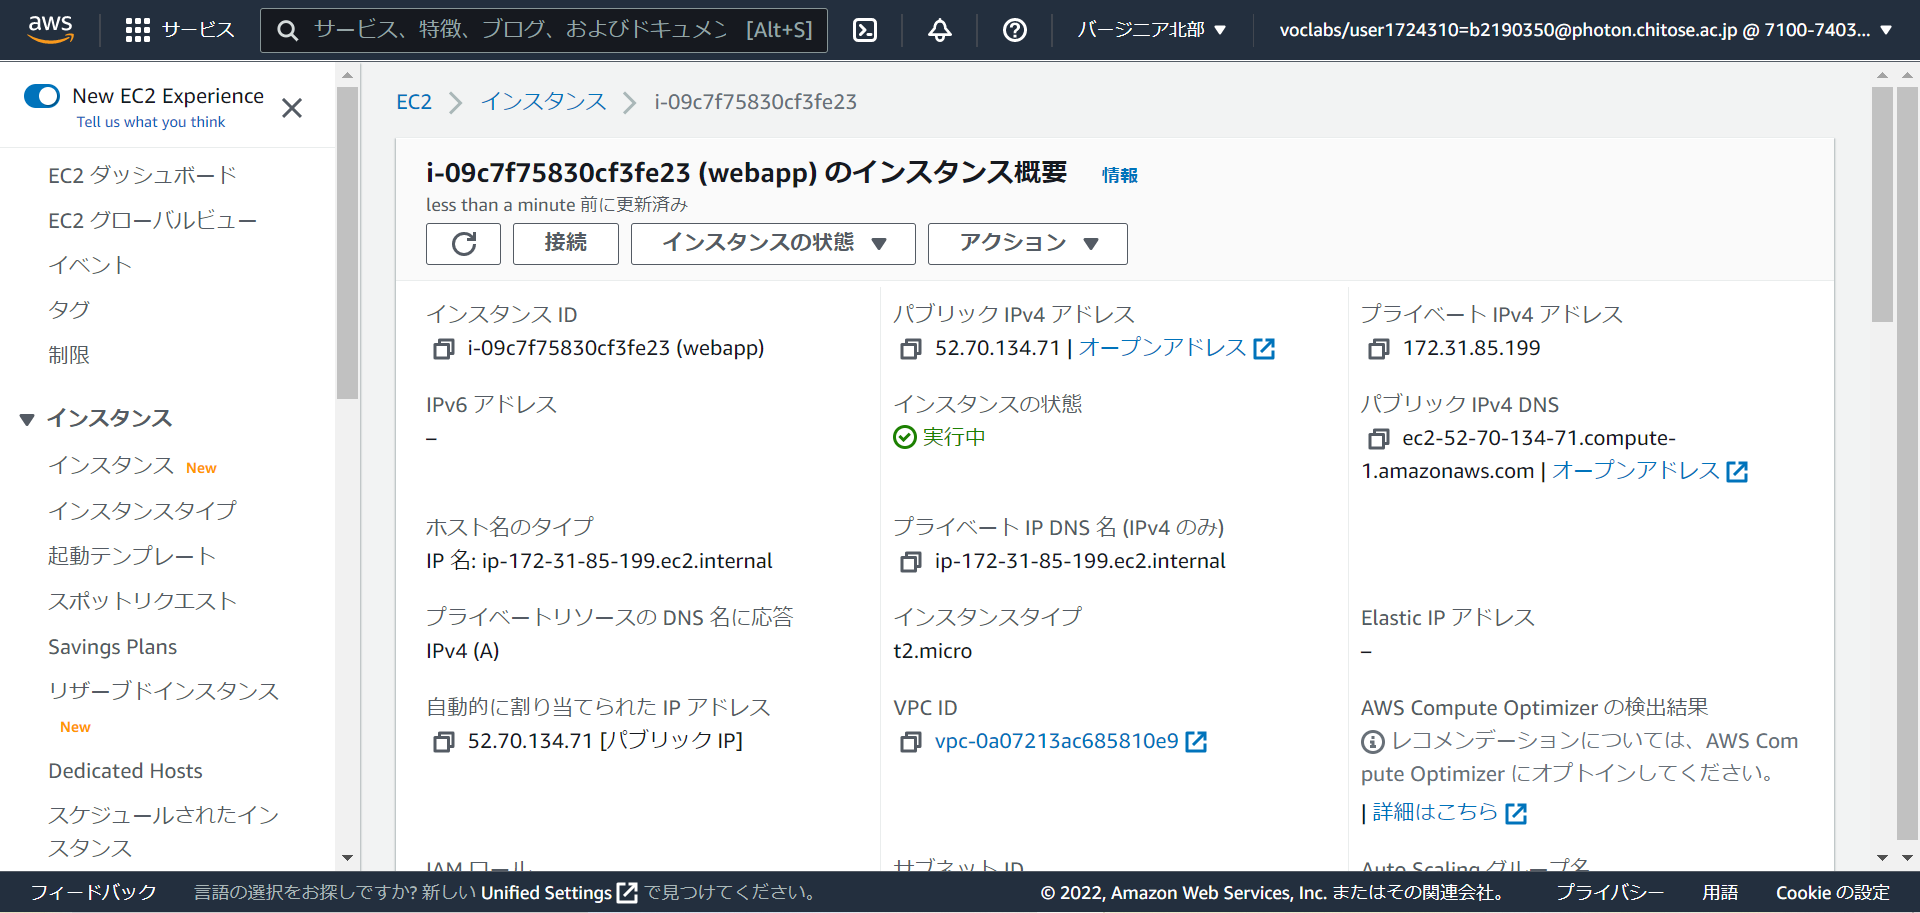 aws
サービス
サービス、特徴、ブログ、およびドキュメン [Alt+S]
バージニア北部 ▼
voclabs/user1724310=b2190350@photon.chitose.ac.jp @ 7100-7403... ▼
New EC2 Experience
Tell us what you think
EC2 ダッシュボード
EC2 グローバルビュー
イベント
タグ
制限
▼ インスタンス
インスタンス New
インスタンスタイプ
起動テンプレート
スポットリクエスト
Savings Plans
リザーブドインスタンス
New
Dedicated Hosts
スケジュールされたイン
スタンス
EC2 > インスタンス > i-09c7f75830cf3fe23
i-09c7f75830cf3fe23 (webapp) のインスタンス概要 情報
less than a minute 前に更新済み
接続
インスタンスの状態 ▼
アクション ▼
インスタンス ID
i-09c7f75830cf3fe23 (webapp)
パブリック IPv4 アドレス
52.70.134.71 | オープンアドレス
プライベート IPv4 アドレス
172.31.85.199
IPv6 アドレス
–
インスタンスの状態
実行中
パブリック IPv4 DNS
ec2-52-70-134-71.compute-
1.amazonaws.com | オープンアドレス
ホスト名のタイプ
IP 名: ip-172-31-85-199.ec2.internal
プライベート IP DNS 名 (IPv4 のみ)
ip-172-31-85-199.ec2.internal
プライベートリソースの DNS 名に応答
IPv4 (A)
インスタンスタイプ
t2.micro
Elastic IP アドレス
–
自動的に割り当てられた IP アドレス
52.70.134.71 [パブリック IP]
VPC ID
vpc-0a07213ac685810e9
AWS Compute Optimizer の検出結果
レコメンデーションについては、AWS Com
pute Optimizer にオプトインしてください。
| 詳細はこちら
IAM ロール
サブネット ID
Auto Scaling グループ名
フィードバック
言語の選択をお探しですか? 新しい Unified Settings で見つけてください。
© 2022, Amazon Web Services, Inc. またはその関連会社。
プライバシー
用語
Cookie の設定